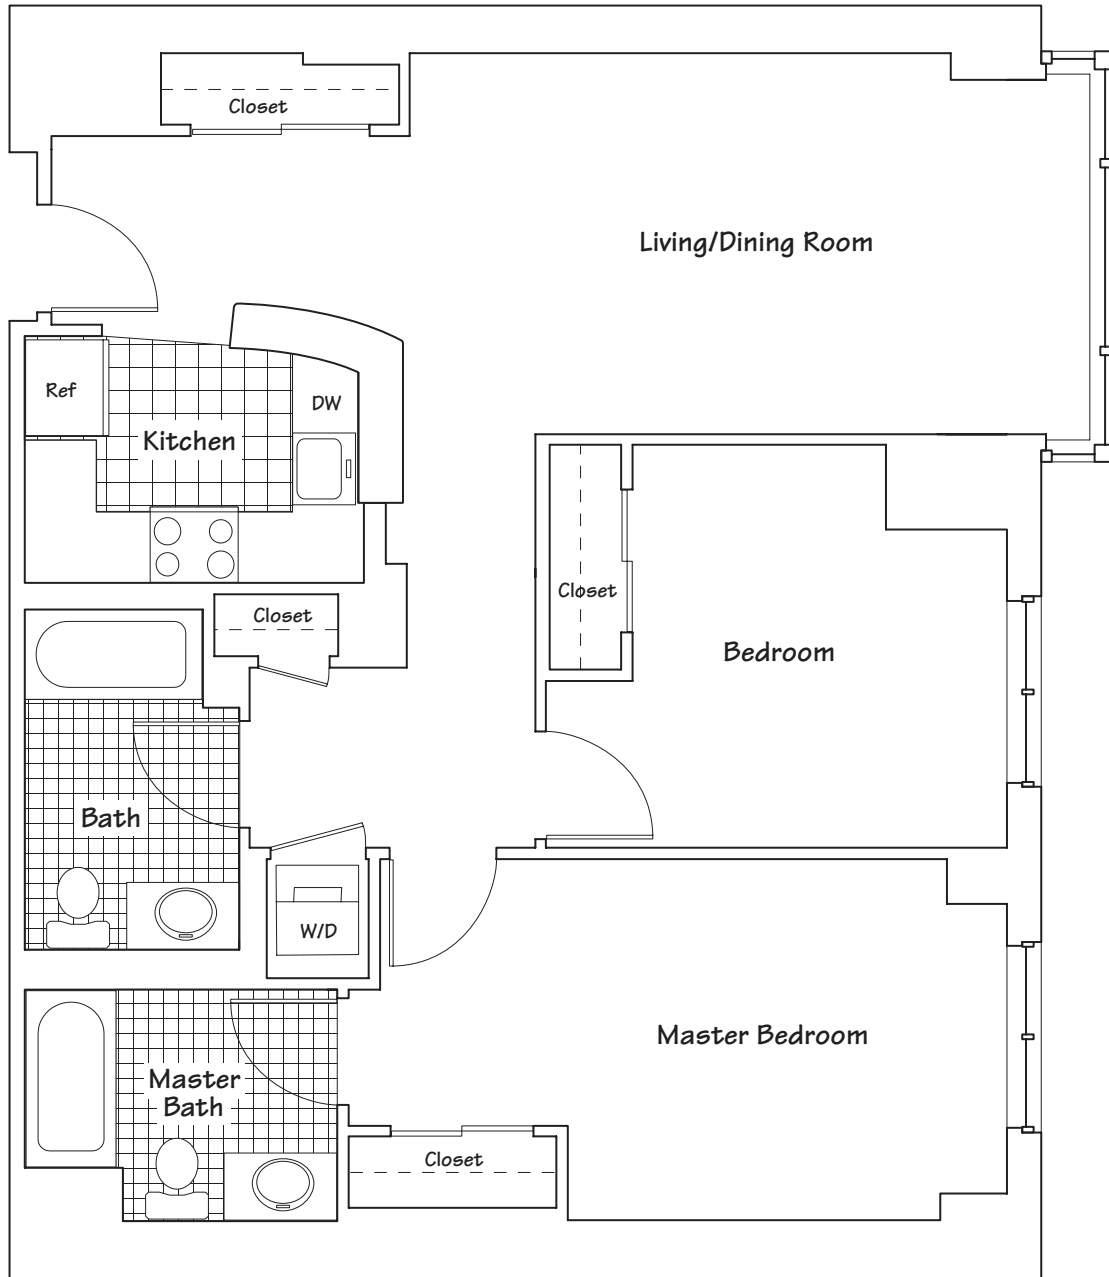 Closet
Living/Dining Room
Ref
DW
Kitchen
Closet
Closet
Bedroom
Bath
W/D
Master Bedroom
Master
Bath
Closet